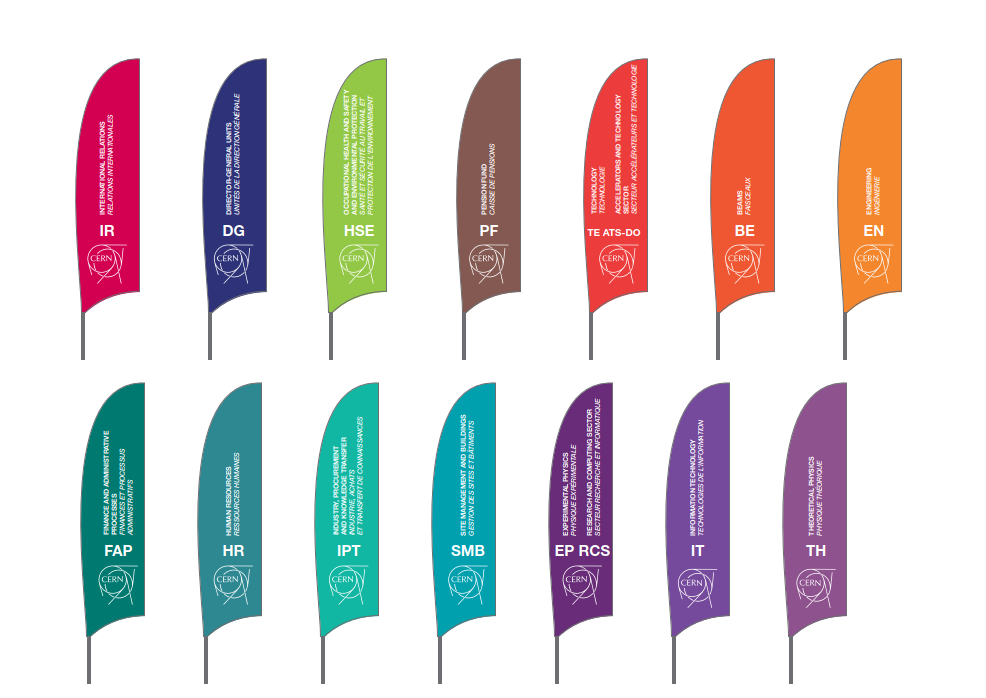 INTERNATIONAL RELATIONS
RELATIONS INTERNATIONALES
IR
CERN
DIRECTOR-GENERAL UNITS
UNITÉS DE LA DIRECTION GÉNÉRALE
DG
CERN
OCCUPATIONAL HEALTH AND SAFETY
AND ENVIRONMENTAL PROTECTION
SANTÉ ET SÉCURITÉ AU TRAVAIL ET
PROTECTION DE L'ENVIRONNEMENT
HSE
CERN
PENSION FUND
CAISSE DE PENSIONS
PF
CERN
TECHNOLOGY
TECHNOLOGIE
ACCELERATORS AND TECHNOLOGY
SECTOR
SECTEUR ACCÉLÉRATEURS ET TECHNOLOGIE
TE ATS-DO
CERN
BEAMS
FAISCEAUX
BE
CERN
ENGINEERING
INGÉNIERIE
EN
CERN
FINANCE AND ADMINISTRATIVE
PROCESSES
FINANCES ET PROCESSUS
ADMINISTRATIFS
FAP
CERN
HUMAN RESOURCES
RESSOURCES HUMAINES
HR
CERN
INDUSTRY, PROCUREMENT
AND KNOWLEDGE TRANSFER
INDUSTRIE, ACHATS
ET TRANSFERT DE CONNAISSANCES
IPT
CERN
SITE MANAGEMENT AND BUILDINGS
GESTION DES SITES ET BÂTIMENTS
SMB
CERN
EXPERIMENTAL PHYSICS
PHYSIQUE EXPÉRIMENTALE
RESEARCH AND COMPUTING SECTOR
SECTEUR RECHERCHE ET INFORMATIQUE
EP RCS
CERN
INFORMATION TECHNOLOGY
TECHNOLOGIES DE L'INFORMATION
IT
CERN
THEORETICAL PHYSICS
PHYSIQUE THÉORIQUE
TH
CERN